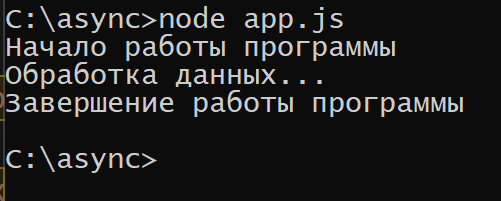 C:\async>node app.js
Начало работы программы
Обработка данных...
Завершение работы программы
C:\async>